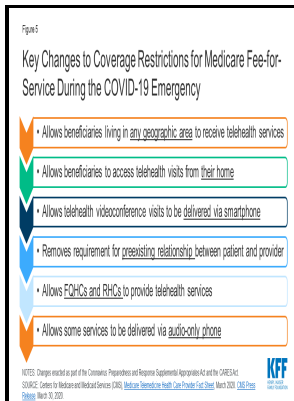 Figure 5
Key Changes to Coverage Restrictions for Medicare Fee-for-
Service During the COVID-19 Emergency
• Allows beneficiaries living in any geographic area to receive telehealth services
• Allows beneficiaries to access telehealth visits from their home
• Allows telehealth videoconference visits to be delivered via smartphone
• Removes requirement for preexisting relationship between patient and provider
• Allows FQHCs and RHCs to provide telehealth services
• Allows some services to be delivered via audio-only phone
NOTES: Changes enacted as part of the Coronavirus Preparedness and Response Supplemental Appropriations Act and the CARES Act.
SOURCE: Centers for Medicare and Medicaid Services (CMS), Medicare Telemedicine Health Care Provider Fact Sheet, March 2020. CMS Press
Release, March 30, 2020.
KFF